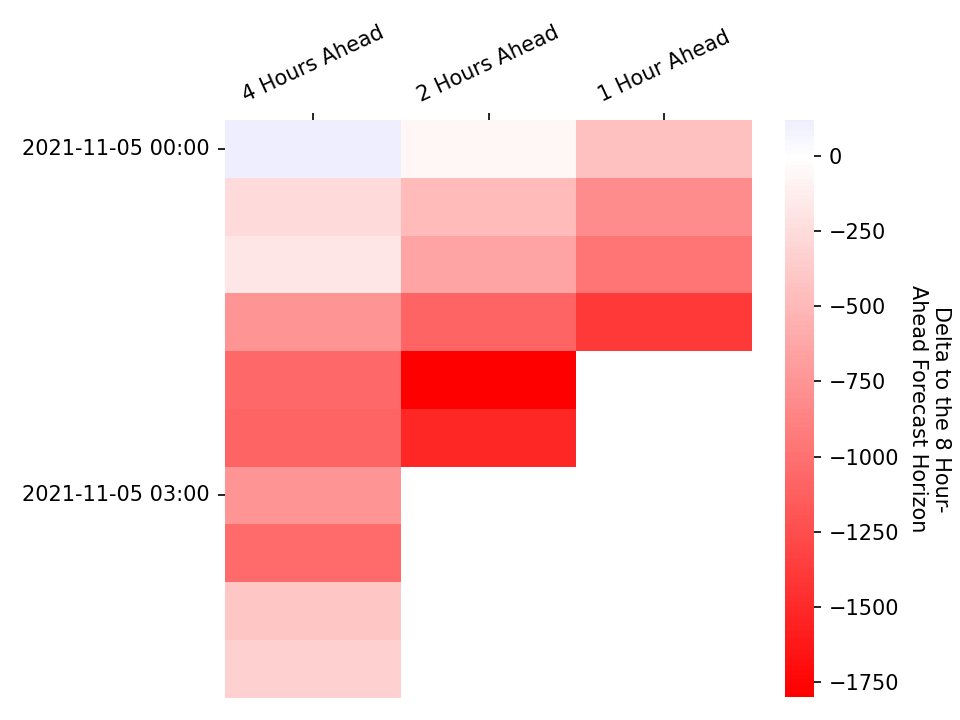 4 Hours Ahead
2 Hours Ahead
1 Hour Ahead
2021-11-05 00:00
2021-11-05 03:00
0
−250
−500
−750
−1000
−1250
−1500
−1750
Delta to the 8 Hour-
Ahead Forecast Horizon